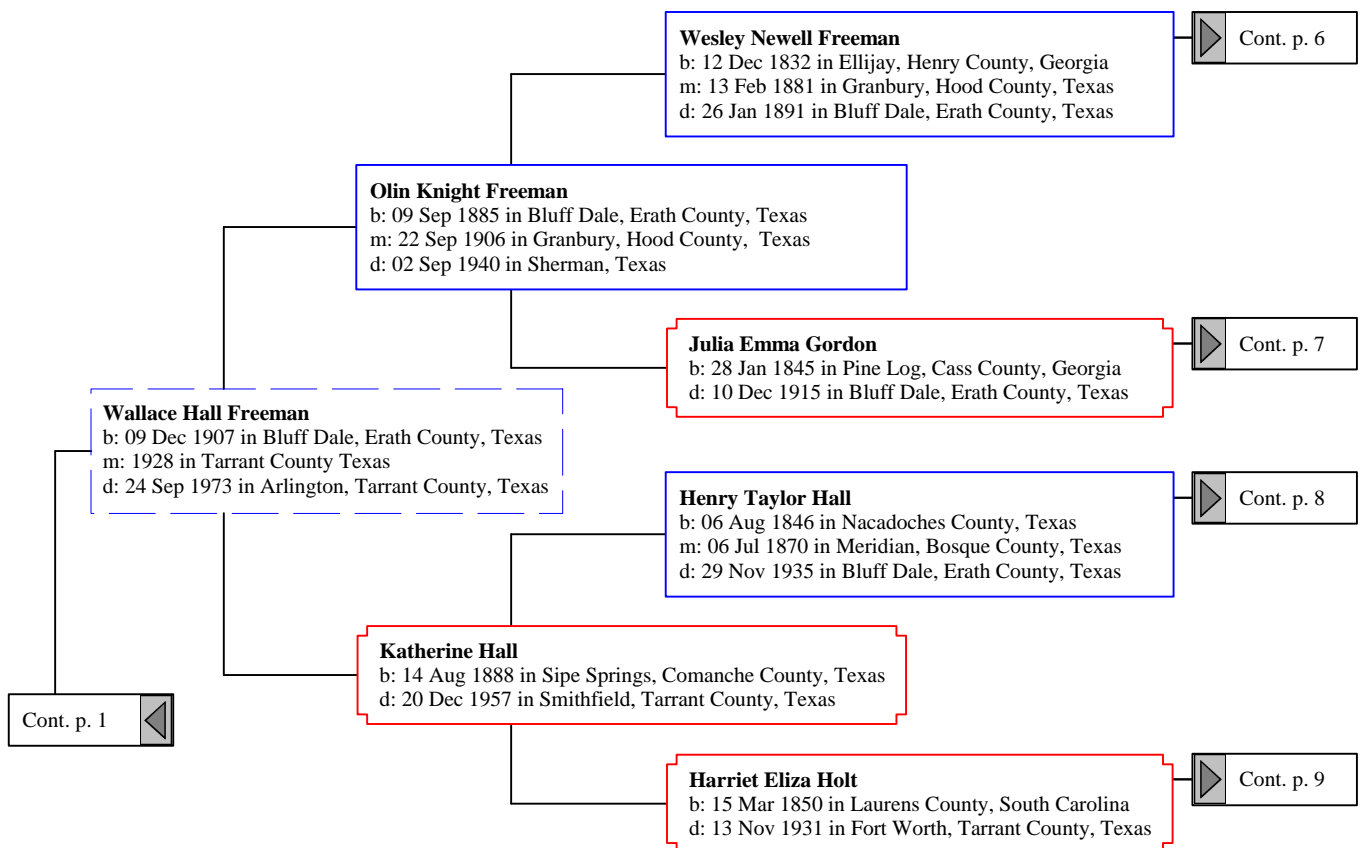 Wesley Newell Freeman
b: 12 Dec 1832 in Ellijay, Henry County, Georgia
m: 13 Feb 1881 in Granbury, Hood County, Texas
d: 26 Jan 1891 in Bluff Dale, Erath County, Texas
Cont. p. 6
Olin Knight Freeman
b: 09 Sep 1885 in Bluff Dale, Erath County, Texas
m: 22 Sep 1906 in Granbury, Hood County,  Texas
d: 02 Sep 1940 in Sherman, Texas
Julia Emma Gordon
b: 28 Jan 1845 in Pine Log, Cass County, Georgia
d: 10 Dec 1915 in Bluff Dale, Erath County, Texas
Cont. p. 7
Wallace Hall Freeman
b: 09 Dec 1907 in Bluff Dale, Erath County, Texas
m: 1928 in Tarrant County Texas
d: 24 Sep 1973 in Arlington, Tarrant County, Texas
Henry Taylor Hall
b: 06 Aug 1846 in Nacadoches County, Texas
m: 06 Jul 1870 in Meridian, Bosque County, Texas
d: 29 Nov 1935 in Bluff Dale, Erath County, Texas
Cont. p. 8
Katherine Hall
b: 14 Aug 1888 in Sipe Springs, Comanche County, Texas
d: 20 Dec 1957 in Smithfield, Tarrant County, Texas
Cont. p. 1
Harriet Eliza Holt
b: 15 Mar 1850 in Laurens County, South Carolina
d: 13 Nov 1931 in Fort Worth, Tarrant County, Texas
Cont. p. 9